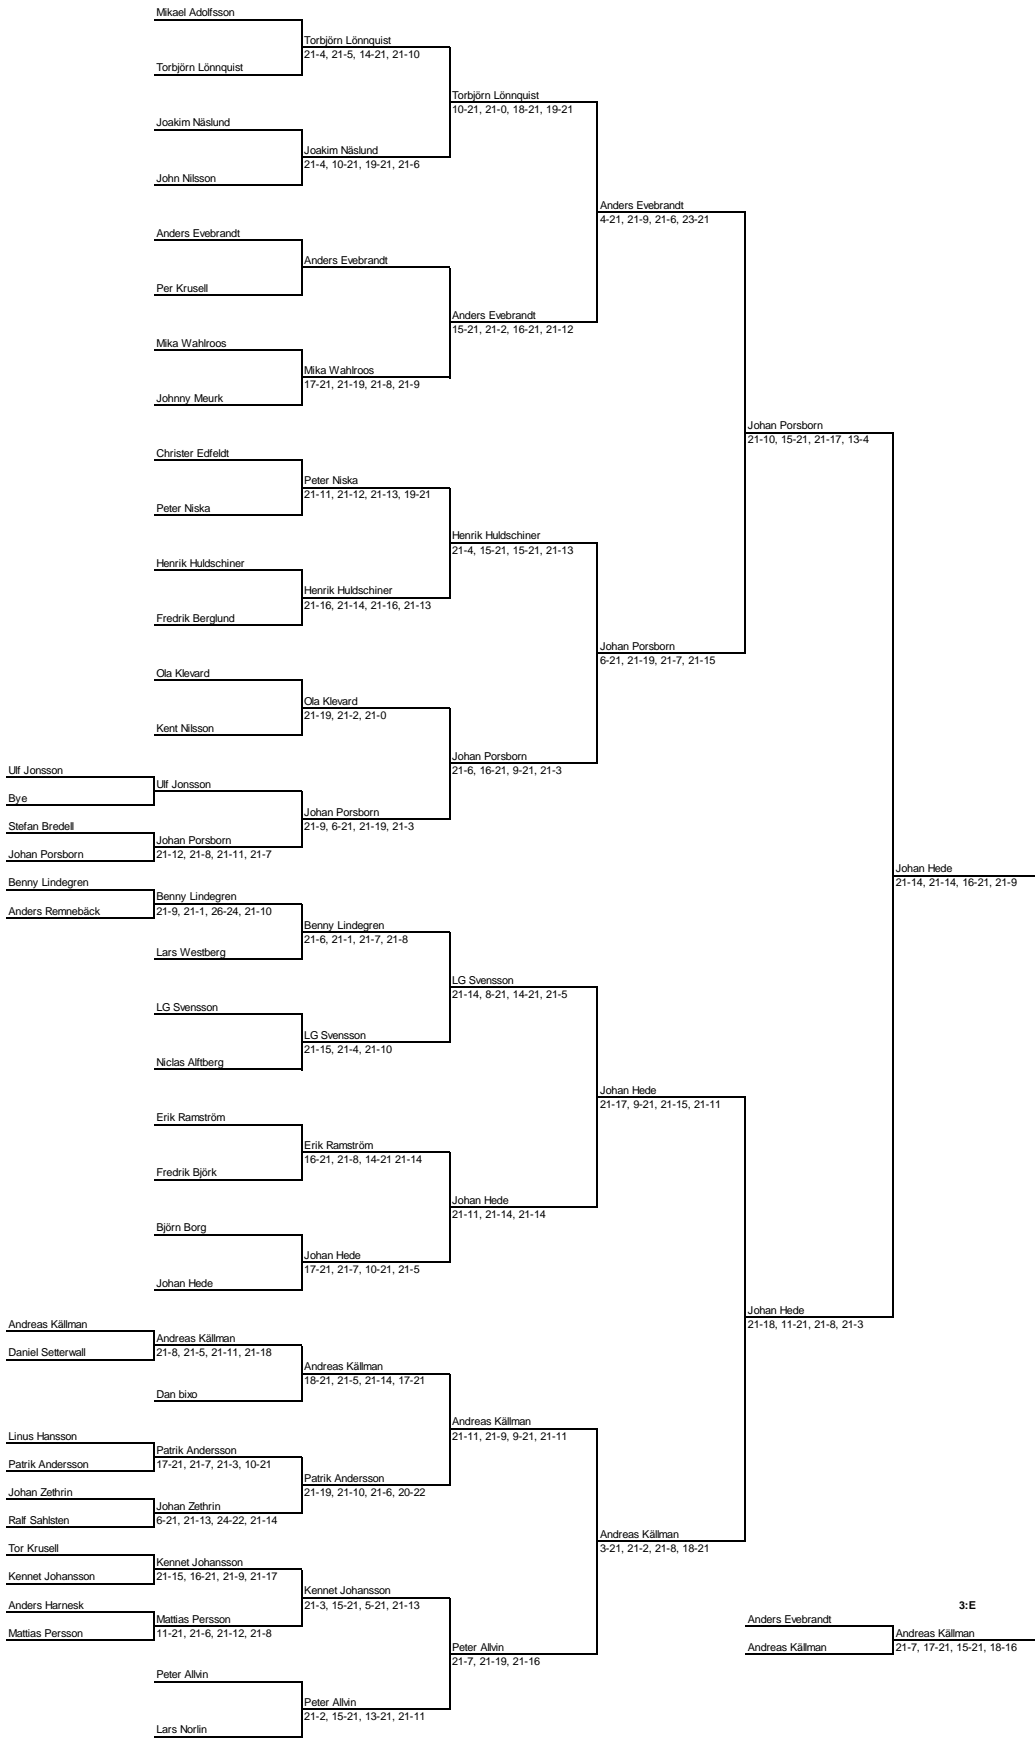 Mikael Adolfsson
Torbjörn Lönnquist
21-4, 21-5, 14-21, 21-10
Torbjörn Lönnquist
Torbjörn Lönnquist
10-21, 21-0, 18-21, 19-21
Joakim Näslund
Joakim Näslund
21-4, 10-21, 19-21, 21-6
John Nilsson
Anders Evebrandt
4-21, 21-9, 21-6, 23-21
Anders Evebrandt
Anders Evebrandt
Per Krusell
Anders Evebrandt
15-21, 21-2, 16-21, 21-12
Mika Wahlroos
Mika Wahlroos
17-21, 21-19, 21-8, 21-9
Johnny Meurk
Johan Porsborn
21-10, 15-21, 21-17, 13-4
Christer Edfeldt
Peter Niska
21-11, 21-12, 21-13, 19-21
Peter Niska
Henrik Huldschiner
21-4, 15-21, 15-21, 21-13
Henrik Huldschiner
Henrik Huldschiner
21-16, 21-14, 21-16, 21-13
Fredrik Berglund
Johan Porsborn
6-21, 21-19, 21-7, 21-15
Ola Klevard
Ola Klevard
21-19, 21-2, 21-0
Kent Nilsson
Johan Porsborn
21-6, 16-21, 9-21, 21-3
Ulf Jonsson
Ulf Jonsson
Bye
Johan Porsborn
21-9, 6-21, 21-19, 21-3
Stefan Bredell
Johan Porsborn
21-12, 21-8, 21-11, 21-7
Johan Porsborn
Johan Hede
21-14, 21-14, 16-21, 21-9
Benny Lindegren
Benny Lindegren
21-9, 21-1, 26-24, 21-10
Anders Remnebäck
Benny Lindegren
21-6, 21-1, 21-7, 21-8
Lars Westberg
LG Svensson
21-14, 8-21, 14-21, 21-5
LG Svensson
LG Svensson
21-15, 21-4, 21-10
Niclas Alftberg
Johan Hede
21-17, 9-21, 21-15, 21-11
Erik Ramström
Erik Ramström
16-21, 21-8, 14-21 21-14
Fredrik Björk
Johan Hede
21-11, 21-14, 21-14
Björn Borg
Johan Hede
17-21, 21-7, 10-21, 21-5
Johan Hede
Johan Hede
21-18, 11-21, 21-8, 21-3
Andreas Källman
Andreas Källman
21-8, 21-5, 21-11, 21-18
Daniel Setterwall
Andreas Källman
18-21, 21-5, 21-14, 17-21
Dan bixo
Andreas Källman
21-11, 21-9, 9-21, 21-11
Linus Hansson
Patrik Andersson
17-21, 21-7, 21-3, 10-21
Patrik Andersson
Patrik Andersson
21-19, 21-10, 21-6, 20-22
Johan Zethrin
Johan Zethrin
6-21, 21-13, 24-22, 21-14
Ralf Sahlsten
Andreas Källman
3-21, 21-2, 21-8, 18-21
Tor Krusell
Kennet Johansson
21-15, 16-21, 21-9, 21-17
Kennet Johansson
Kennet Johansson
21-3, 15-21, 5-21, 21-13
Anders Harnesk
Mattias Persson
11-21, 21-6, 21-12, 21-8
Mattias Persson
Peter Allvin
21-7, 21-19, 21-16
Peter Allvin
Peter Allvin
21-2, 15-21, 13-21, 21-11
Lars Norlin
3:E
Anders Evebrandt
Andreas Källman
21-7, 17-21, 15-21, 18-16
Andreas Källman